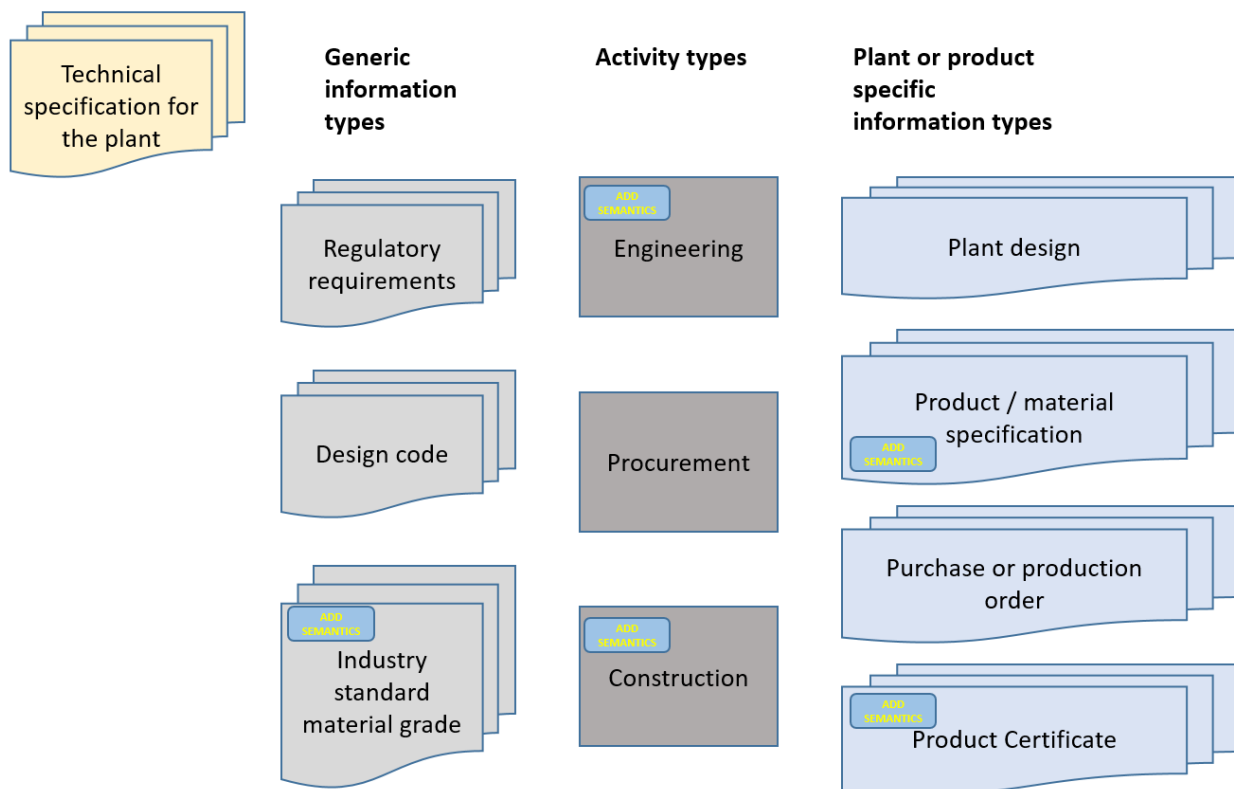 Technical
specification for
the plant
Generic
information
types
Activity types
Plant or product
specific
information types
Regulatory
requirements
ADD
SEMANTICS
Engineering
Plant design
Design code
Procurement
Product / material
specification
ADD
SEMANTICS
Purchase or production
order
ADD
SEMANTICS
Industry
standard
material grade
ADD
SEMANTICS
Construction
ADD
SEMANTICS
Product Certificate